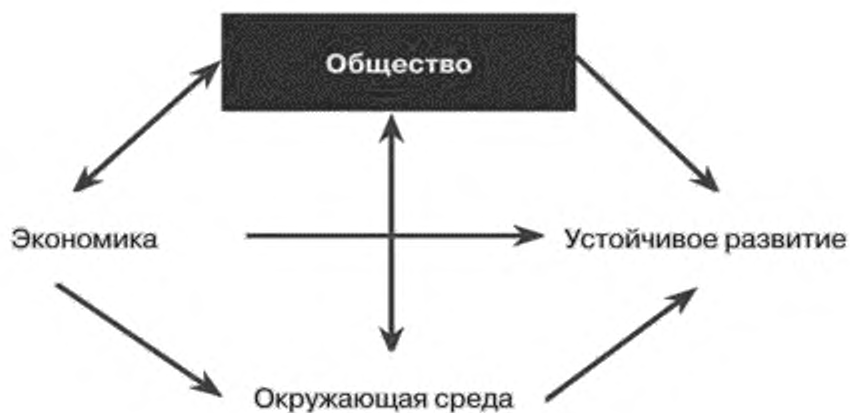 Общество
Экономика
Устойчивое развитие
Окружающая среда